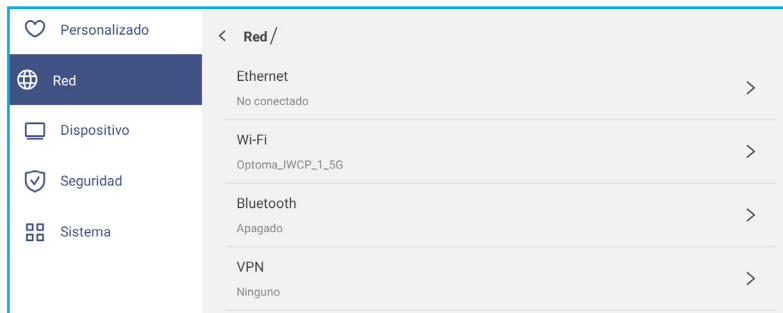 Personalizado
Red
Dispositivo
Seguridad
Sistema
Red/
Ethernet
No conectado
Wi-Fi
Optoma_IWCP_1_5G
Bluetooth
Apagado
VPN
Ninguno